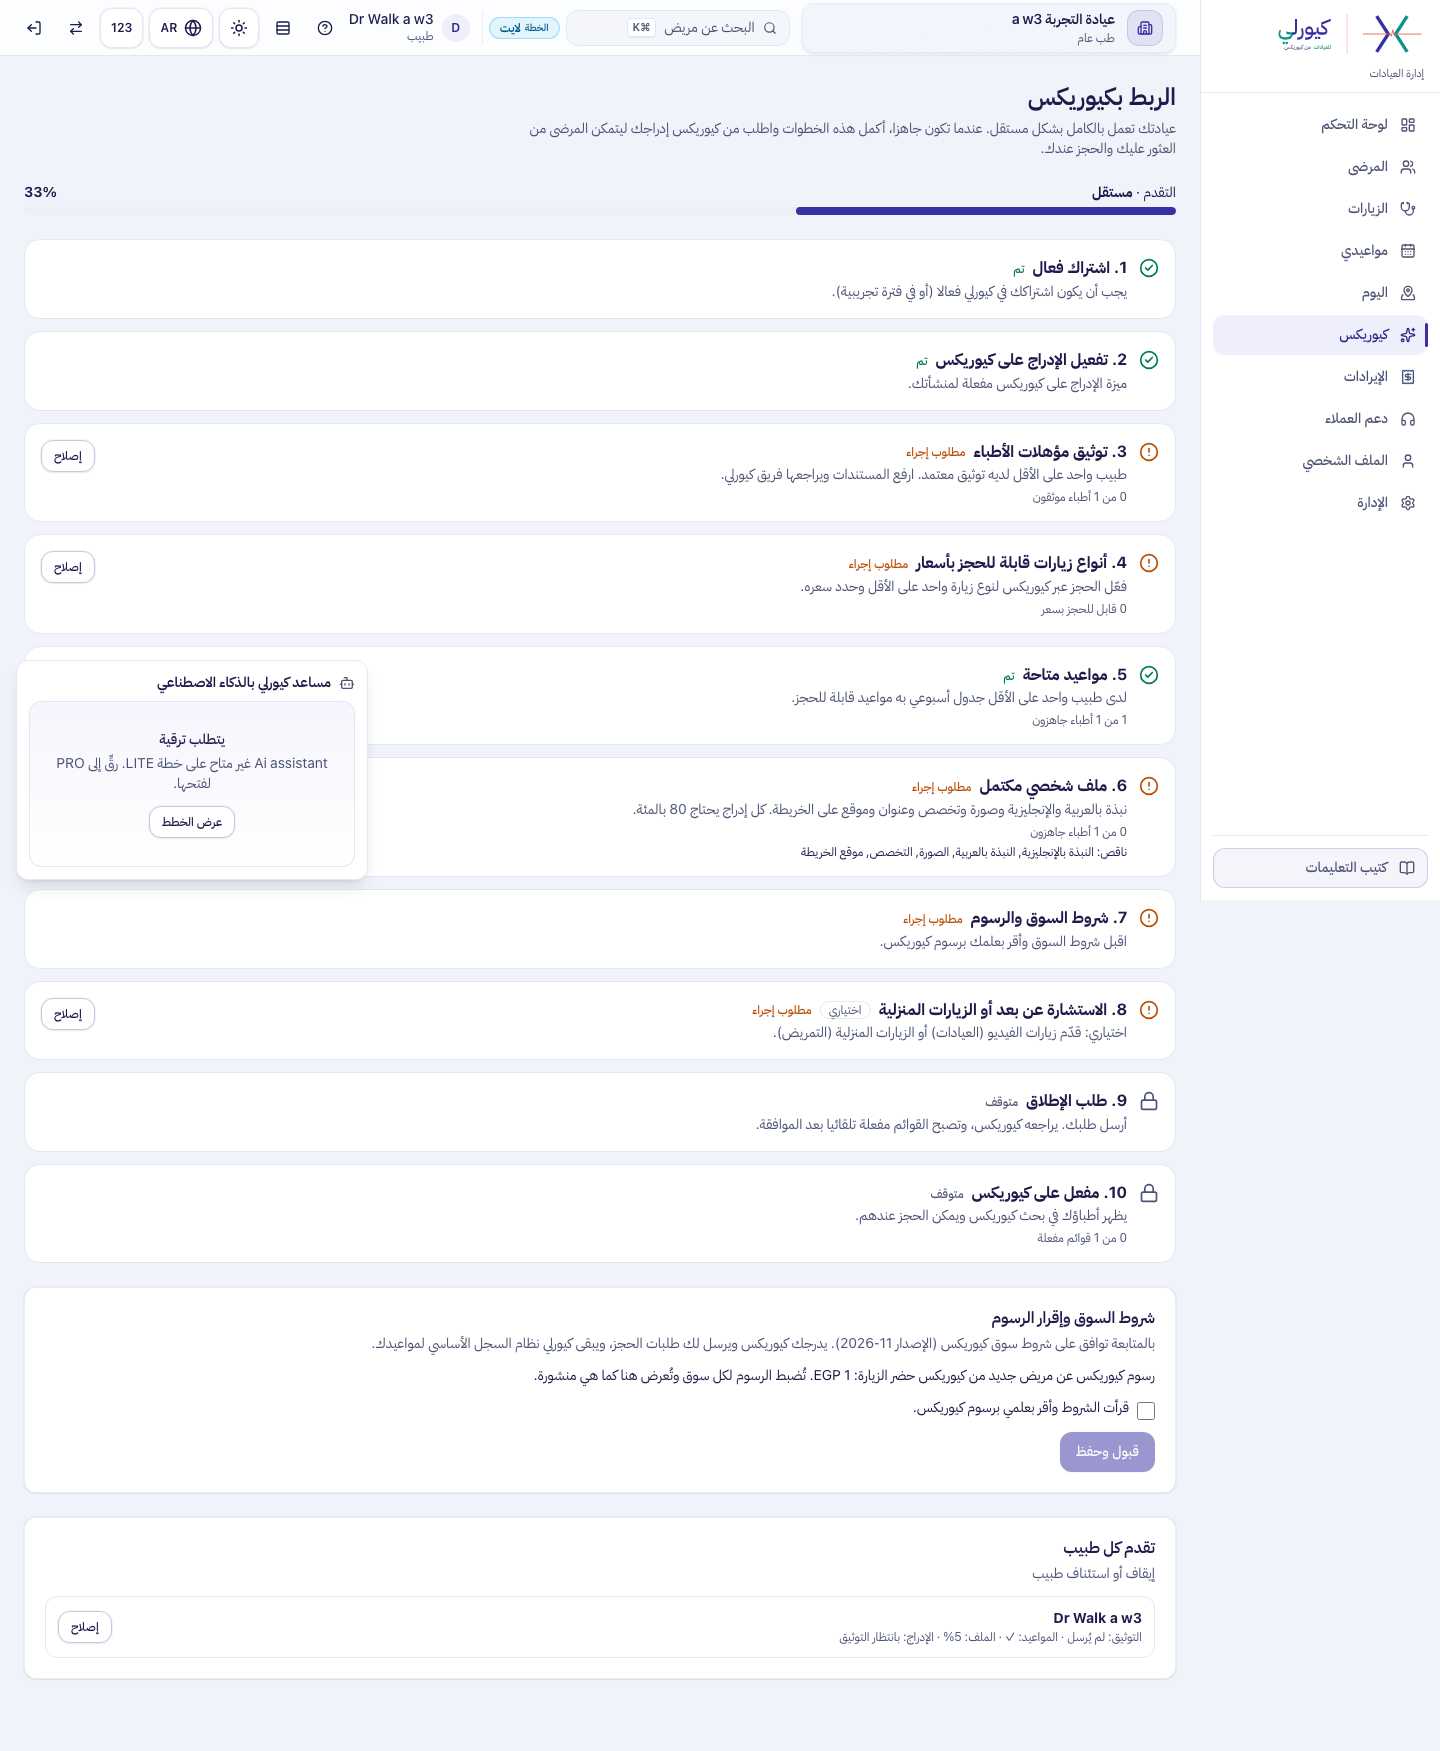 كيورلي
للعيادات من كيوريكس
إدارة العيادات
لوحة التحكم
المرضى
الزيارات
مواعيدي
اليوم
كيوريكس
الإيرادات
دعم العملاء
الملف الشخصي
الإدارة
كتيب التعليمات
عيادة التجربة a w3
طب عام
البحث عن مريض
⌘K
الخطة لايت
D
Dr Walk a w3
طبيب
AR
123
الربط بكيوريكس
عيادتك تعمل بالكامل بشكل مستقل. عندما تكون جاهزا، أكمل هذه الخطوات واطلب من كيوريكس إدراجك ليتمكن المرضى من
العثور عليك والحجز عندك.
التقدم · مستقل
33%
1. اشتراك فعال تم
يجب أن يكون اشتراكك في كيورلي فعالا (أو في فترة تجريبية).
2. تفعيل الإدراج على كيوريكس تم
ميزة الإدراج على كيوريكس مفعلة لمنشأتك.
3. توثيق مؤهلات الأطباء مطلوب إجراء
طبيب واحد على الأقل لديه توثيق معتمد. ارفع المستندات ويراجعها فريق كيورلي.
0 من 1 أطباء موثقون
إصلاح
4. أنواع زيارات قابلة للحجز بأسعار مطلوب إجراء
فعّل الحجز عبر كيوريكس لنوع زيارة واحد على الأقل وحدد سعره.
0 قابل للحجز بسعر
إصلاح
5. مواعيد متاحة تم
لدى طبيب واحد على الأقل جدول أسبوعي به مواعيد قابلة للحجز.
1 من 1 أطباء جاهزون
6. ملف شخصي مكتمل مطلوب إجراء
نبذة بالعربية والإنجليزية وصورة وتخصص وعنوان وموقع على الخريطة. كل إدراج يحتاج 80 بالمئة.
0 من 1 أطباء جاهزون
ناقص: النبذة بالإنجليزية, النبذة بالعربية, الصورة, التخصص, موقع الخريطة
مساعد كيورلي بالذكاء الاصطناعي
يتطلب ترقية
Ai assistant غير متاح على خطة LITE. رقٍّ إلى PRO
لفتحها.
عرض الخطط
7. شروط السوق والرسوم مطلوب إجراء
اقبل شروط السوق وأقر بعلمك برسوم كيوريكس.
8. الاستشارة عن بعد أو الزيارات المنزلية اختياري مطلوب إجراء
اختياري: قدّم زيارات الفيديو (العيادات) أو الزيارات المنزلية (التمريض).
إصلاح
9. طلب الإطلاق متوقف
أرسل طلبك. يراجعه كيوريكس، وتصبح القوائم مفعلة تلقائيا بعد الموافقة.
10. مفعل على كيوريكس متوقف
يظهر أطباؤك في بحث كيوريكس ويمكن الحجز عندهم.
0 من 1 قوائم مفعلة
شروط السوق وإقرار الرسوم
بالمتابعة توافق على شروط سوق كيوريكس (الإصدار 11-2026). يدرجك كيوريكس ويرسل لك طلبات الحجز، ويبقى كيورلي نظام السجل الأساسي لمواعيدك.
رسوم كيوريكس عن مريض جديد من كيوريكس حضر الزيارة: EGP 1. تُضبط الرسوم لكل سوق وتُعرض هنا كما هي منشورة.
قرأت الشروط وأقر بعلمي برسوم كيوريكس.
قبول وحفظ
تقدم كل طبيب
إيقاف أو استئناف طبيب
Dr Walk a w3
التوثيق: لم يُرسل · المواعيد: ✓ · الملف: 5% · الإدراج: بانتظار التوثيق
إصلاح